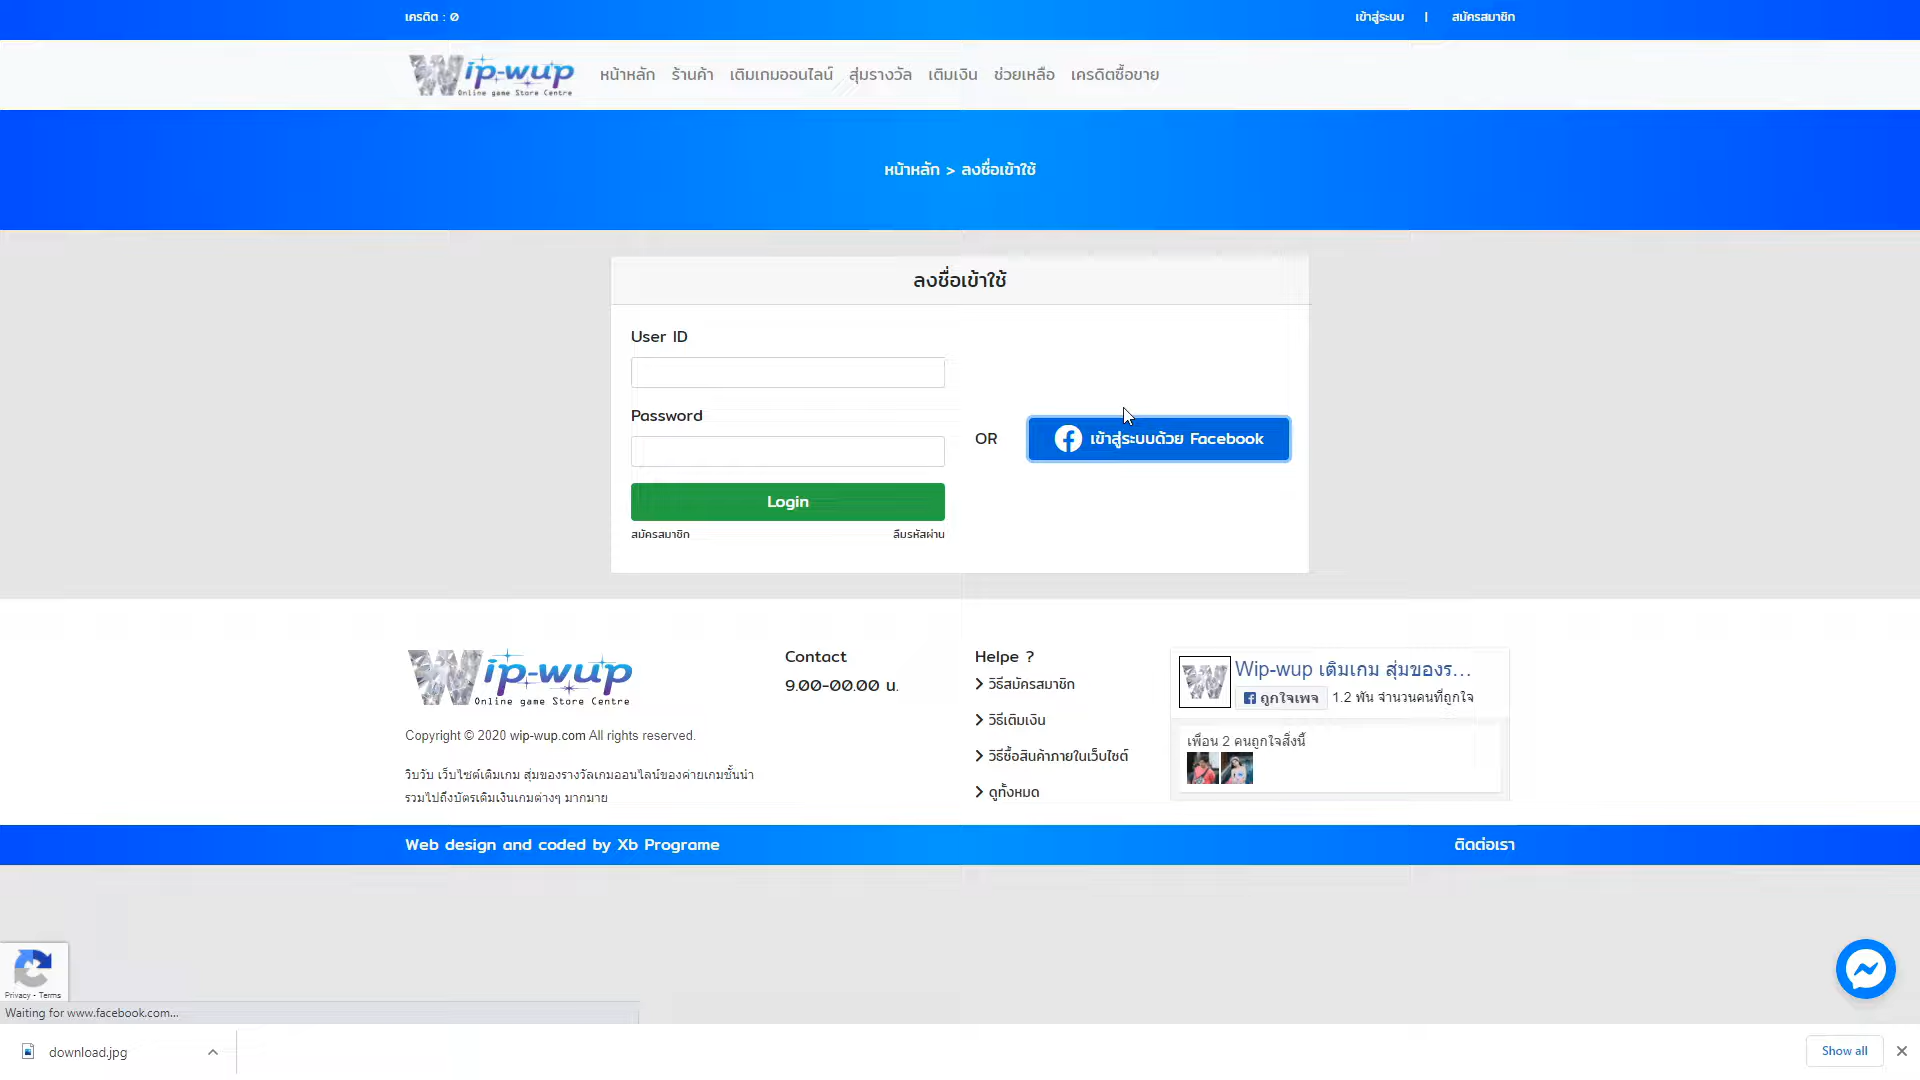 เครดิต : 0
เข้าสู่ระบบ | สมัครสมาชิก
Wip-wup
Online game Store Centre
หน้าหลัก ร้านค้า เติมเกมออนไลน์ สุ่มรางวัล เติมเงิน ช่วยเหลือ เครดิตซื้อขาย
หน้าหลัก > ลงชื่อเข้าใช้
ลงชื่อเข้าใช้
User ID
Password
Login
สมัครสมาชิก ลืมรหัสผ่าน
OR
เข้าสู่ระบบด้วย Facebook
Wip-wup
Online game Store Centre
Copyright © 2020 wip-wup.com All rights reserved.
วิบวับ เว็บไซต์เติมเกม สุ่มของรางวัลเกมออนไลน์ของค่ายเกมชั้นนำ
รวมไปถึงบัตรเติมเงินเกมต่างๆ มากมาย
Contact
9.00-00.00 น.
Helpe ?
วิธีสมัครสมาชิก
วิธีเติมเงิน
วิธีซื้อสินค้าภายในเว็บไซต์
ดูทั้งหมด
Wip-wup เติมเกม สุ่มของร...
ถูกใจเพจ 1.2 พัน จำนวนคนที่ถูกใจ
เพื่อน 2 คนถูกใจสิ่งนี้
Web design and coded by Xb Programe
ติดต่อเรา
Privacy - Terms
Waiting for www.facebook.com...
download.jpg
Show all